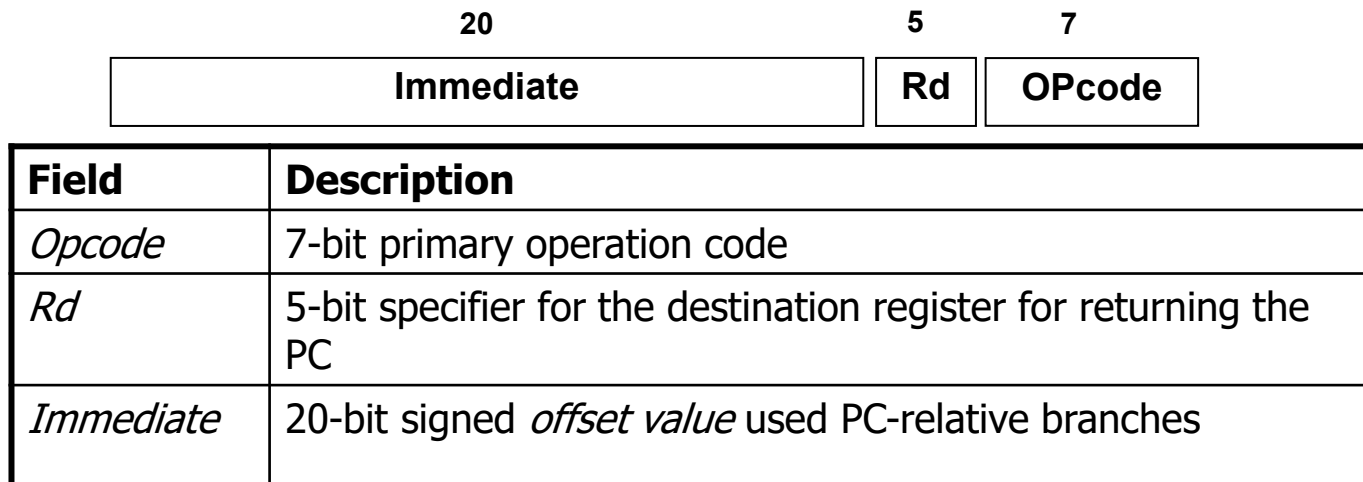 20 5 7
Immediate Rd OPcode
Field Description
Opcode 7-bit primary operation code
Rd 5-bit specifier for the destination register for returning the
PC
Immediate 20-bit signed offset value used PC-relative branches